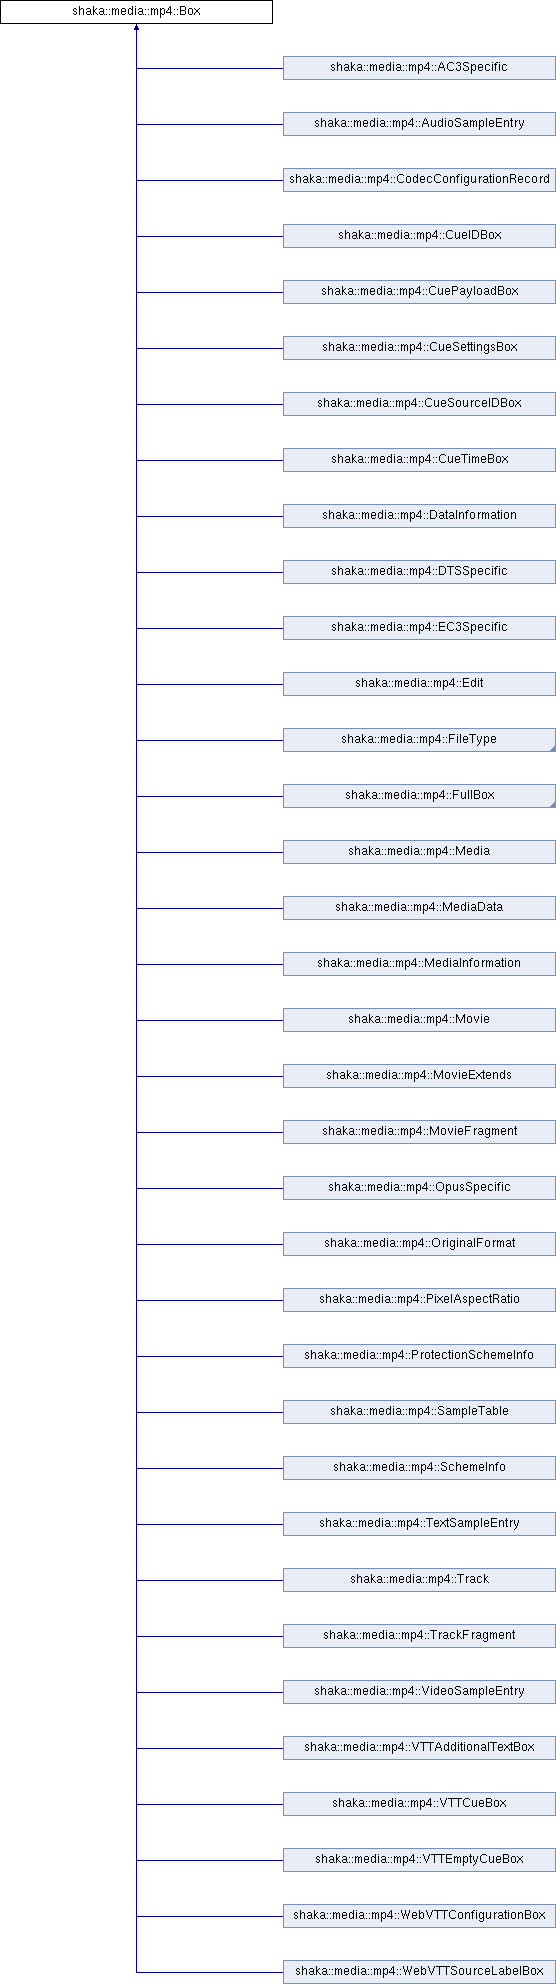 shaka::media::mp4::Box
shaka::media::mp4::AC3Specific
shaka::media::mp4::AudioSampleEntry
shaka::media::mp4::CodecConfigurationRecord
shaka::media::mp4::CueIDBox
shaka::media::mp4::CuePayloadBox
shaka::media::mp4::CueSettingsBox
shaka::media::mp4::CueSourceIDBox
shaka::media::mp4::CueTimeBox
shaka::media::mp4::DataInformation
shaka::media::mp4::DTSSpecific
shaka::media::mp4::EC3Specific
shaka::media::mp4::Edit
shaka::media::mp4::FileType
shaka::media::mp4::FullBox
shaka::media::mp4::Media
shaka::media::mp4::MediaData
shaka::media::mp4::MediaInformation
shaka::media::mp4::Movie
shaka::media::mp4::MovieExtends
shaka::media::mp4::MovieFragment
shaka::media::mp4::OpusSpecific
shaka::media::mp4::OriginalFormat
shaka::media::mp4::PixelAspectRatio
shaka::media::mp4::ProtectionSchemeInfo
shaka::media::mp4::SampleTable
shaka::media::mp4::SchemeInfo
shaka::media::mp4::TextSampleEntry
shaka::media::mp4::Track
shaka::media::mp4::TrackFragment
shaka::media::mp4::VideoSampleEntry
shaka::media::mp4::VTTAdditionalTextBox
shaka::media::mp4::VTTCueBox
shaka::media::mp4::VTTEmptyCueBox
shaka::media::mp4::WebVTTConfigurationBox
shaka::media::mp4::WebVTTSourceLabelBox